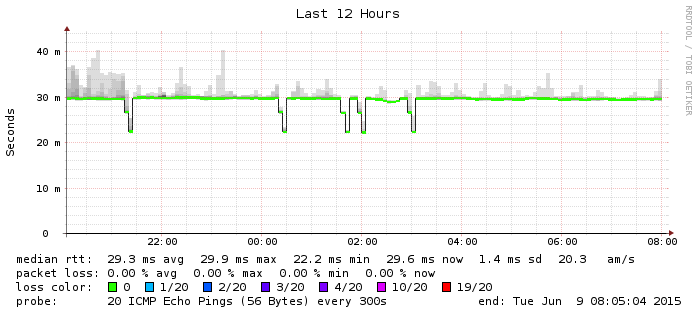 Last 12 Hours
RRDTOOL / TOBI OETIKER
Seconds
40 m
30 m
20 m
10 m
0
22:00 00:00 02:00 04:00 06:00 08:00
median rtt: 29.3 ms avg 29.9 ms max 22.2 ms min 29.6 ms now 1.4 ms sd 20.3 am/s
packet loss: 0.00 % avg 0.00 % max 0.00 % min 0.00 % now
loss color: 0 1/20 2/20 3/20 4/20 10/20 19/20
probe: 20 ICMP Echo Pings (56 Bytes) every 300s end: Tue Jun 9 08:05:04 2015